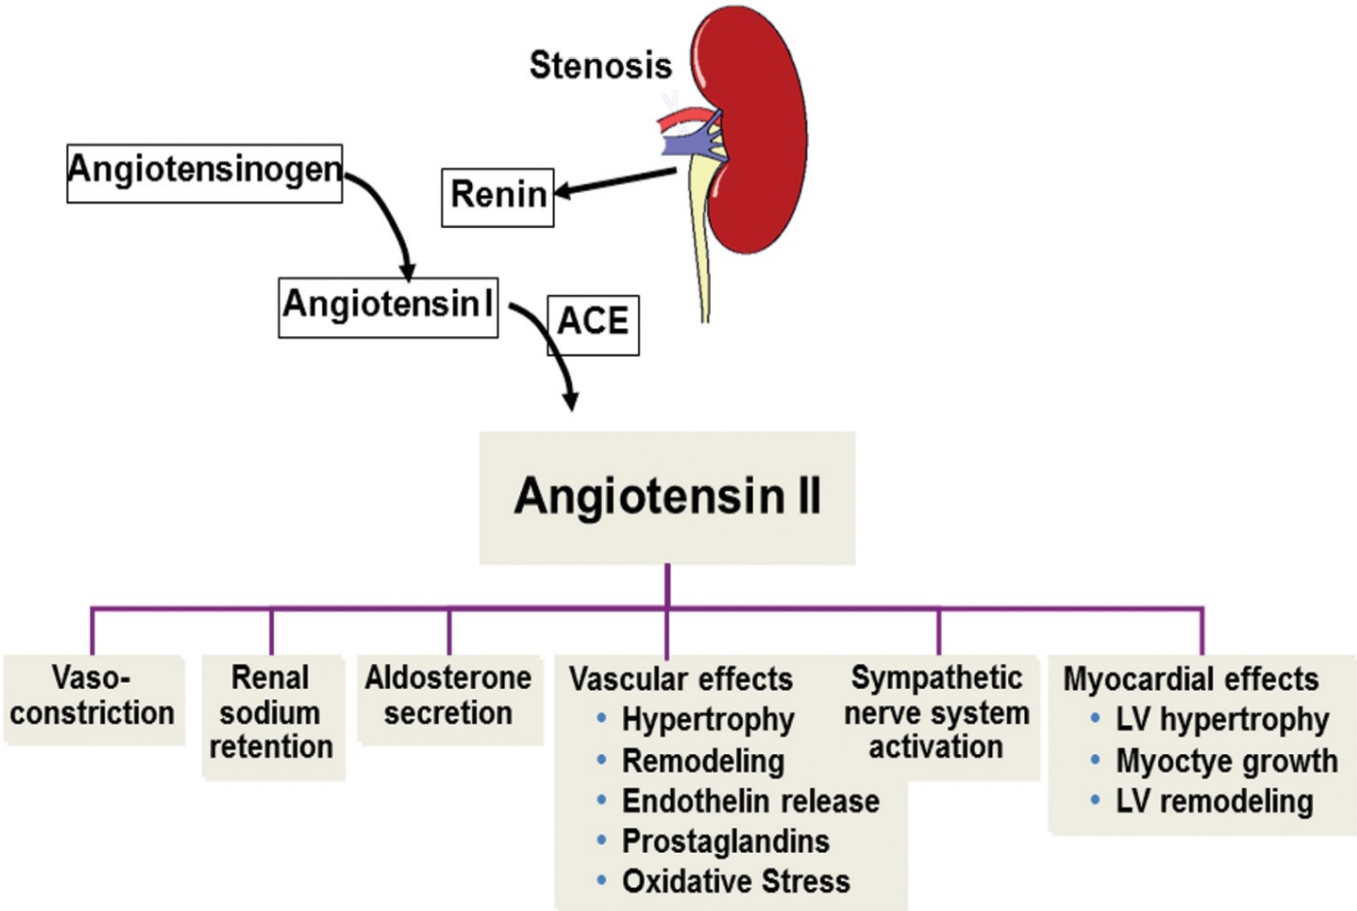 Stenosis
Angiotensinogen
Renin
Angiotensin I
ACE
Angiotensin II
Vaso-
constriction
Renal
sodium
retention
Aldosterone
secretion
Vascular effects
• Hypertrophy
• Remodeling
• Endothelin release
• Prostaglandins
• Oxidative Stress
Sympathetic
nerve system
activation
Myocardial effects
• LV hypertrophy
• Myoctye growth
• LV remodeling